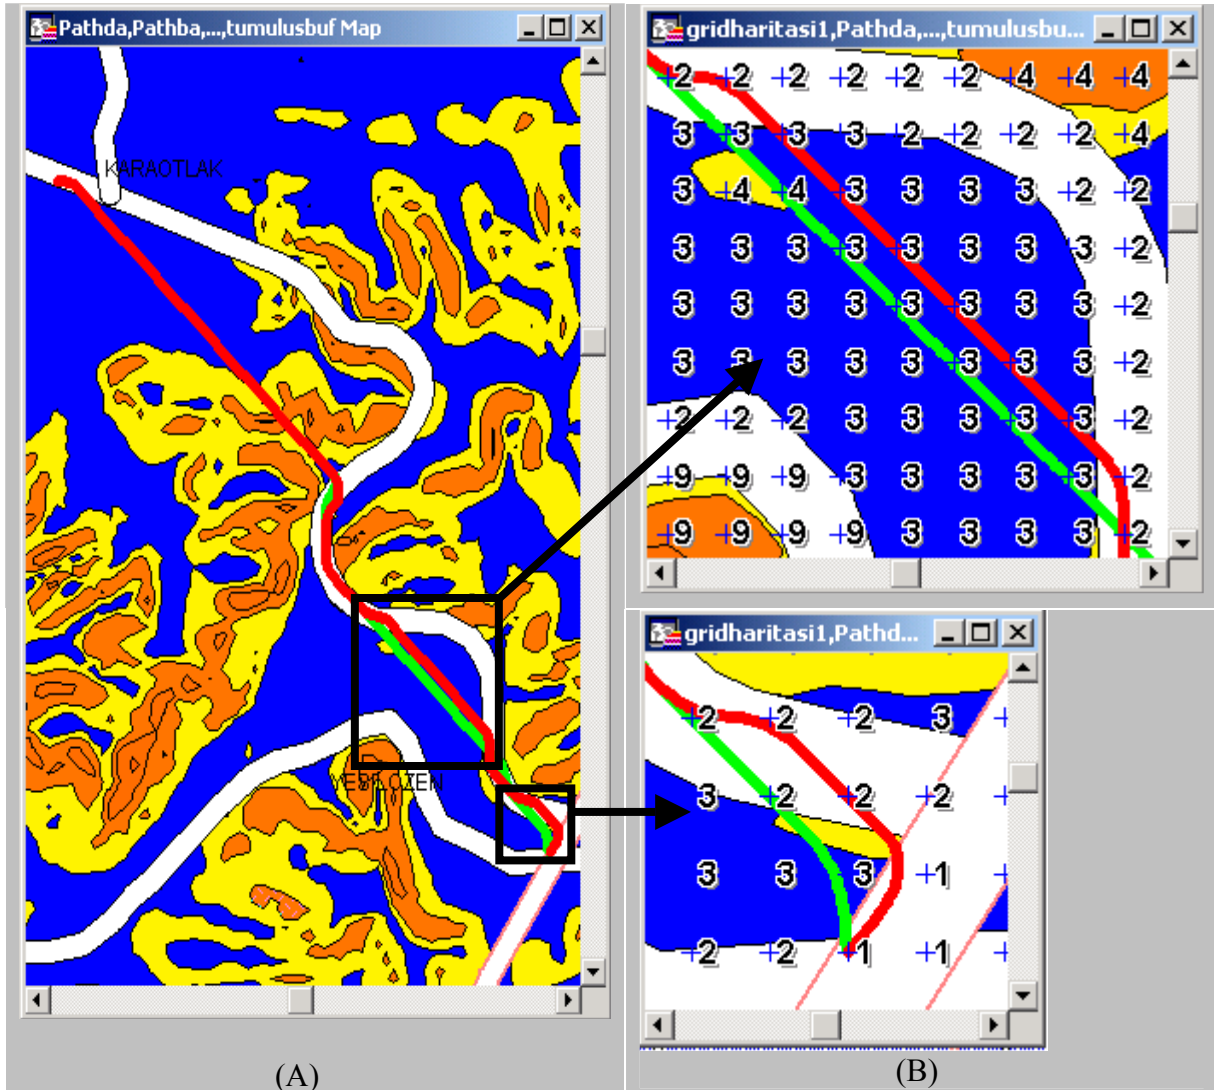 Pathda,Pathba,...,tumulusbuf Map
KARAOTLAK
(A)
gridharitasi1,Pathda,...,tumulusbu...
+2 +2 +2 +2 +2 +2 +4 +4 +4
3 +3 +3 3 +2 +2 +2 +2 +4
3 +4 +4 +3 3 3 3 +2 +2
3 3 3 +3 +3 3 3 3 +2
3 3 3 3 +3 +3 3 3 +2
3 3 3 3 3 +3 +3 3 +2
+2 +2 +2 3 3 3 +3 +3 +2
+9 +9 +9 +3 3 3 3 +3 +2
+9 +9 +9 +9 3 3 3 3 +2
gridharitasi1,Pathd...
+2 +2 +2 3
3 +2 +2 +2
3 3 3 +1
+2 +2 +1 +1
(B)